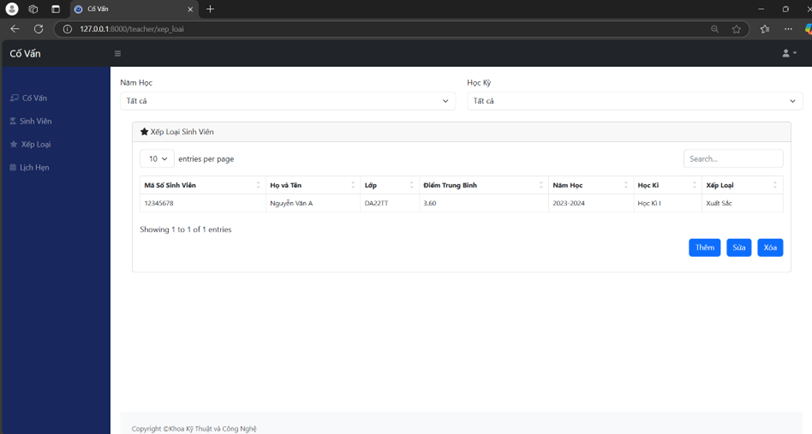 Cố Vấn
127.0.0.1:8000/teacher/xep_loai
Cố Vấn
Cố Vấn
Sinh Viên
Xếp Loại
Lịch Hẹn
Năm Học
Học Kỳ
Tất cả
Tất cả
Xếp Loại Sinh Viên
10 entries per page
Search...
Mã Số Sinh Viên Họ và Tên Lớp Điểm Trung Bình Năm Học Học Kì Xếp Loại
12345678 Nguyễn Văn A DA22TT 3.60 2023-2024 Học Kì I Xuất Sắc
Showing 1 to 1 of 1 entries
Thêm Sửa Xóa
Copyright ©Khoa Kỹ Thuật và Công Nghệ